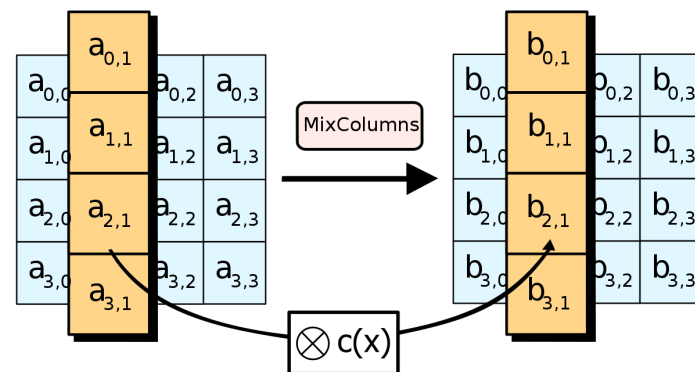 a0,0 a0,1 a0,2 a0,3
a1,0 a1,1 a1,2 a1,3
a2,0 a2,1 a2,2 a2,3
a3,0 a3,1 a3,2 a3,3
MixColumns
b0,0 b0,1 b0,2 b0,3
b1,0 b1,1 b1,2 b1,3
b2,0 b2,1 b2,2 b2,3
b3,0 b3,1 b3,2 b3,3
⊗ c(x)